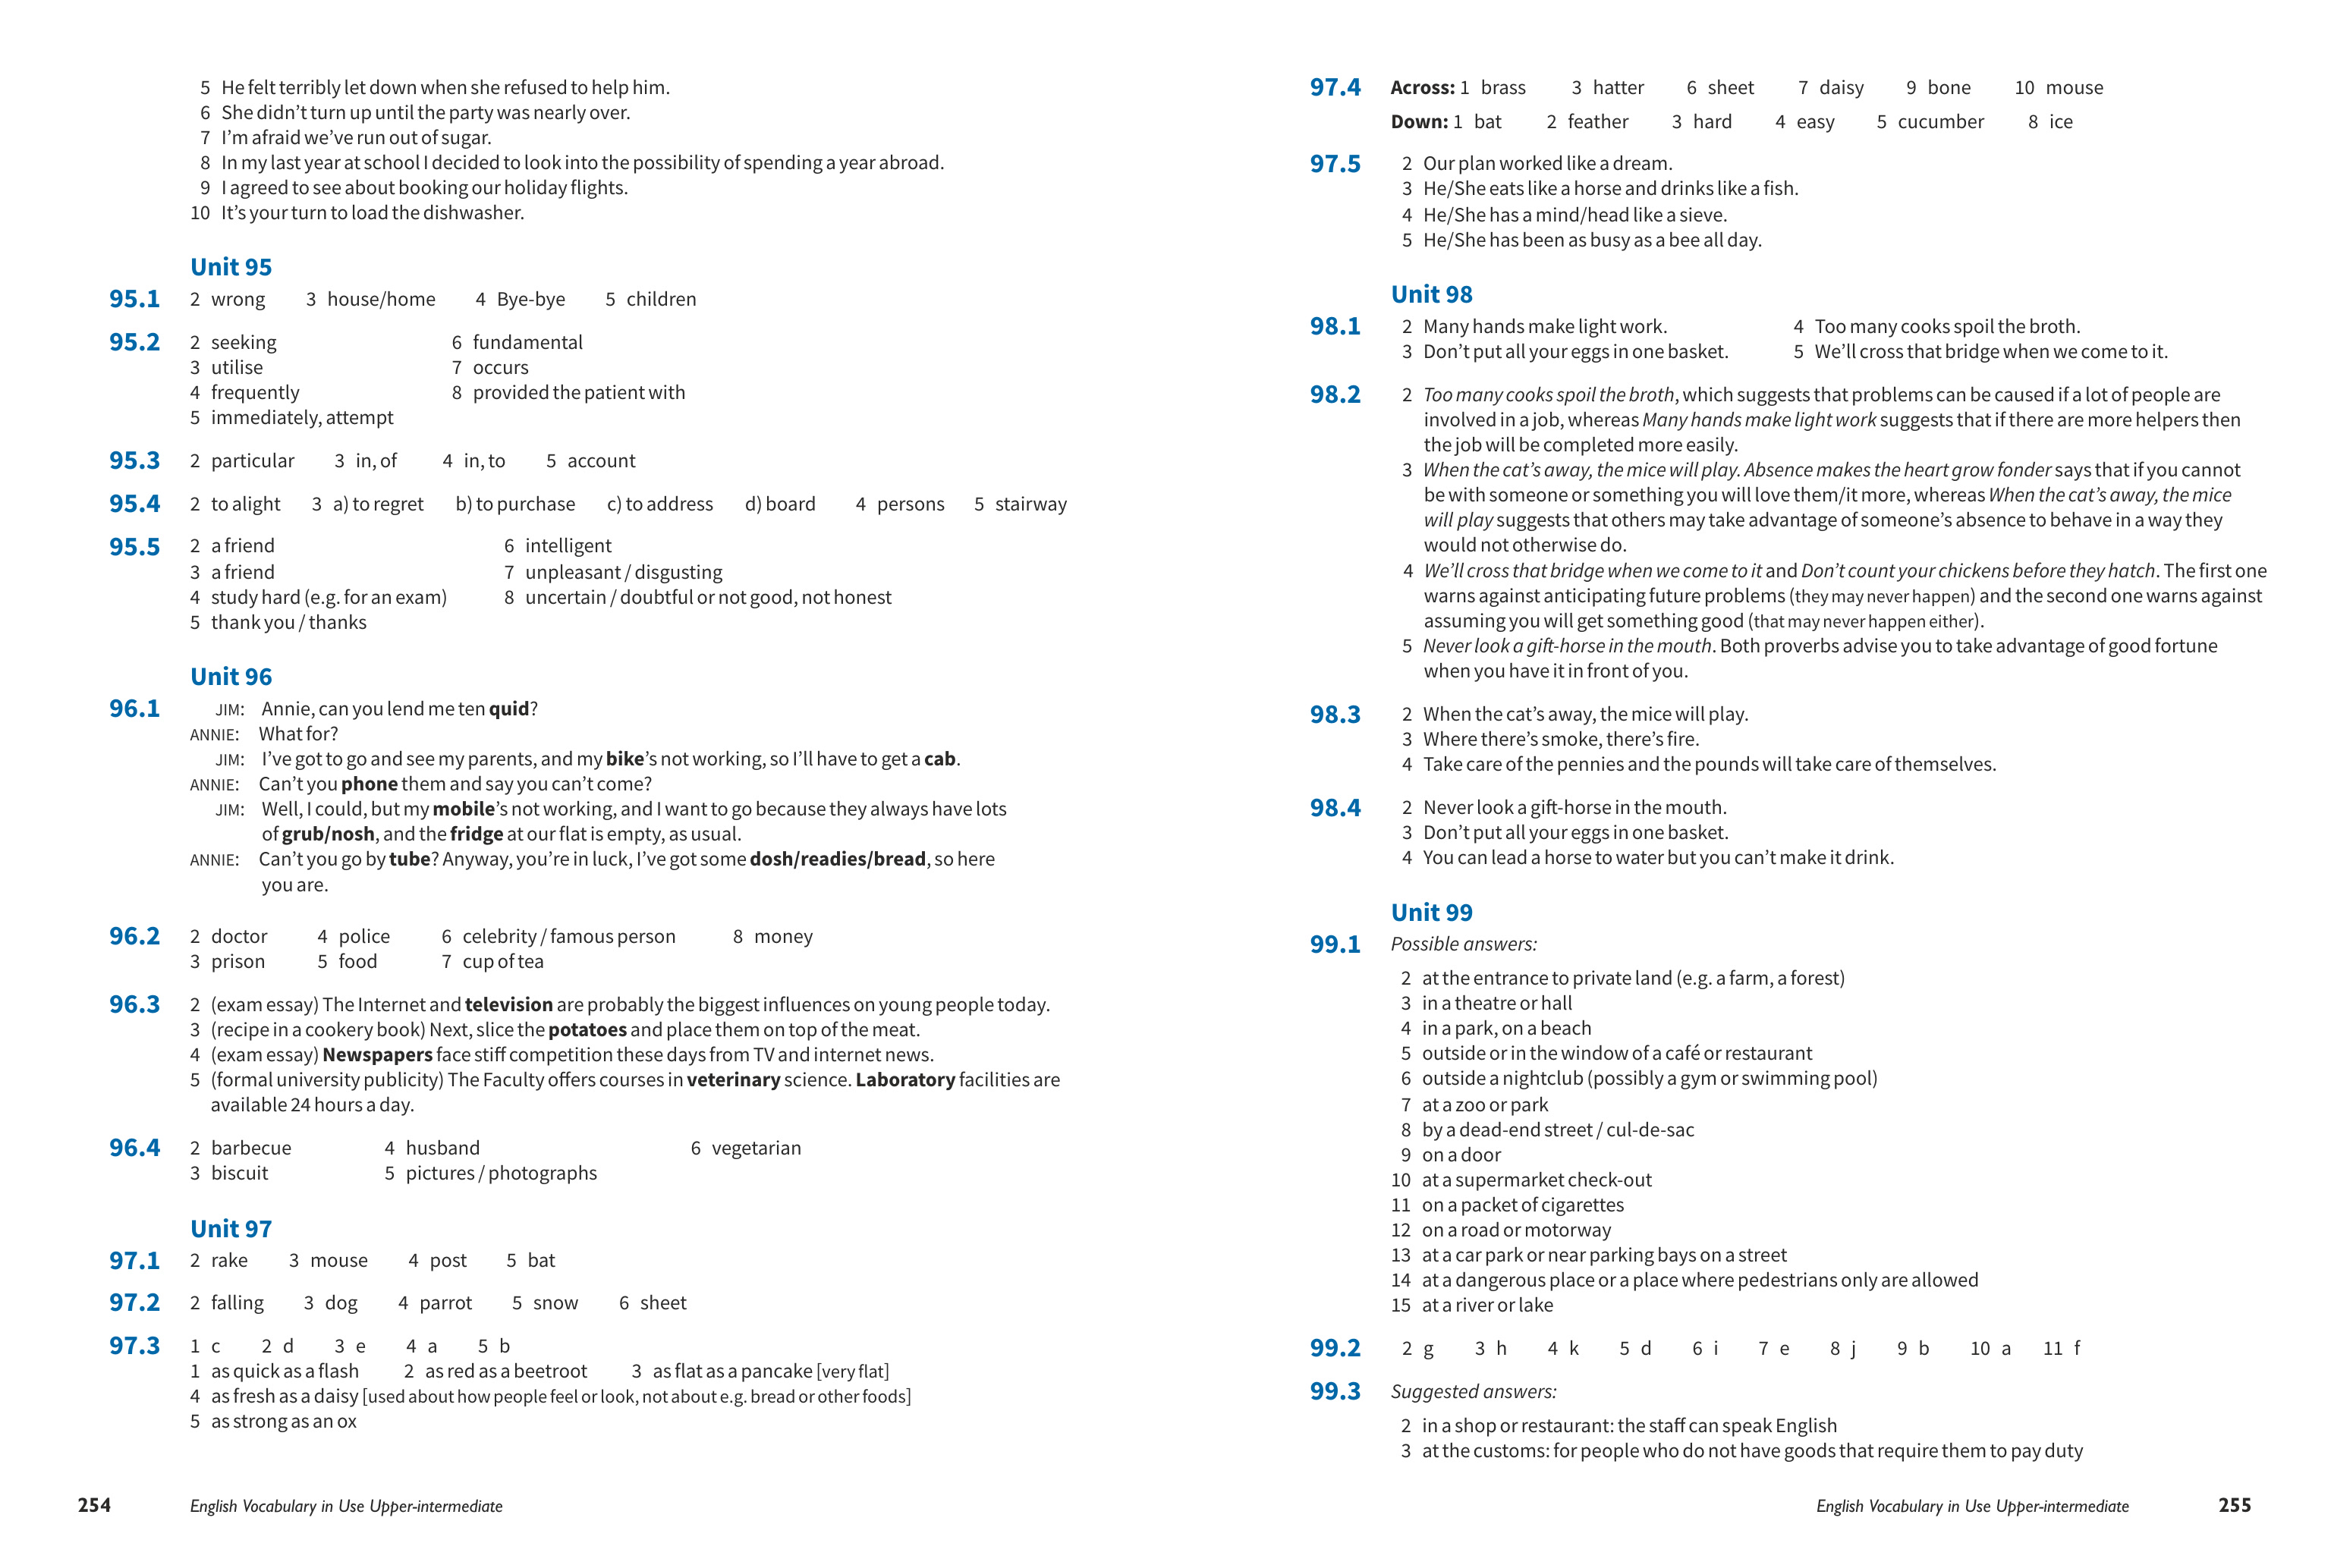 5 He felt terribly let down when she refused to help him.
6 She didn't turn up until the party was nearly over.
7 I'm afraid we've run out of sugar.
8 In my last year at school I decided to look into the possibility of spending a year abroad.
9 I agreed to see about booking our holiday flights.
10 It's your turn to load the dishwasher.
Unit 95
95.1 2 wrong 3 house/home 4 Bye-bye 5 children
95.2 2 seeking 6 fundamental
3 utilise 7 occurs
4 frequently 8 provided the patient with
5 immediately, attempt
95.3 2 particular 3 in, of 4 in, to 5 account
95.4 2 to alight 3 a) to regret b) to purchase c) to address d) board 4 persons 5 stairway
95.5 2 a friend 6 intelligent
3 a friend 7 unpleasant / disgusting
4 study hard (e.g. for an exam) 8 uncertain / doubtful or not good, not honest
5 thank you / thanks
Unit 96
96.1 JIM: Annie, can you lend me ten quid?
ANNIE: What for?
JIM: I've got to go and see my parents, and my bike's not working, so I'll have to get a cab.
ANNIE: Can't you phone them and say you can't come?
JIM: Well, I could, but my mobile's not working, and I want to go because they always have lots
of grub/nosh, and the fridge at our flat is empty, as usual.
ANNIE: Can't you go by tube? Anyway, you're in luck, I've got some dosh/readies/bread, so here
you are.
96.2 2 doctor 4 police 6 celebrity / famous person 8 money
3 prison 5 food 7 cup of tea
96.3 2 (exam essay) The Internet and television are probably the biggest influences on young people today.
3 (recipe in a cookery book) Next, slice the potatoes and place them on top of the meat.
4 (exam essay) Newspapers face stiff competition these days from TV and internet news.
5 (formal university publicity) The Faculty offers courses in veterinary science. Laboratory facilities are
available 24 hours a day.
96.4 2 barbecue 4 husband 6 vegetarian
3 biscuit 5 pictures / photographs
Unit 97
97.1 2 rake 3 mouse 4 post 5 bat
97.2 2 falling 3 dog 4 parrot 5 snow 6 sheet
97.3 1 c 2 d 3 e 4 a 5 b
1 as quick as a flash 2 as red as a beetroot 3 as flat as a pancake [very flat]
4 as fresh as a daisy [used about how people feel or look, not about e.g. bread or other foods]
5 as strong as an ox
254 English Vocabulary in Use Upper-intermediate
97.4 Across: 1 brass 3 hatter 6 sheet 7 daisy 9 bone 10 mouse
Down: 1 bat 2 feather 3 hard 4 easy 5 cucumber 8 ice
97.5 2 Our plan worked like a dream.
3 He/She eats like a horse and drinks like a fish.
4 He/She has a mind/head like a sieve.
5 He/She has been as busy as a bee all day.
Unit 98
98.1 2 Many hands make light work. 4 Too many cooks spoil the broth.
3 Don't put all your eggs in one basket. 5 We'll cross that bridge when we come to it.
98.2 2 Too many cooks spoil the broth, which suggests that problems can be caused if a lot of people are
involved in a job, whereas Many hands make light work suggests that if there are more helpers then
the job will be completed more easily.
3 When the cat's away, the mice will play. Absence makes the heart grow fonder says that if you cannot
be with someone or something you will love them/it more, whereas When the cat's away, the mice
will play suggests that others may take advantage of someone's absence to behave in a way they
would not otherwise do.
4 We'll cross that bridge when we come to it and Don't count your chickens before they hatch. The first one
warns against anticipating future problems (they may never happen) and the second one warns against
assuming you will get something good (that may never happen either).
5 Never look a gift-horse in the mouth. Both proverbs advise you to take advantage of good fortune
when you have it in front of you.
98.3 2 When the cat's away, the mice will play.
3 Where there's smoke, there's fire.
4 Take care of the pennies and the pounds will take care of themselves.
98.4 2 Never look a gift-horse in the mouth.
3 Don't put all your eggs in one basket.
4 You can lead a horse to water but you can't make it drink.
Unit 99
99.1 Possible answers:
2 at the entrance to private land (e.g. a farm, a forest)
3 in a theatre or hall
4 in a park, on a beach
5 outside or in the window of a café or restaurant
6 outside a nightclub (possibly a gym or swimming pool)
7 at a zoo or park
8 by a dead-end street / cul-de-sac
9 on a door
10 at a supermarket check-out
11 on a packet of cigarettes
12 on a road or motorway
13 at a car park or near parking bays on a street
14 at a dangerous place or a place where pedestrians only are allowed
15 at a river or lake
99.2 2 g 3 h 4 k 5 d 6 i 7 e 8 j 9 b 10 a 11 f
99.3 Suggested answers:
2 in a shop or restaurant: the staff can speak English
3 at the customs: for people who do not have goods that require them to pay duty
English Vocabulary in Use Upper-intermediate 255